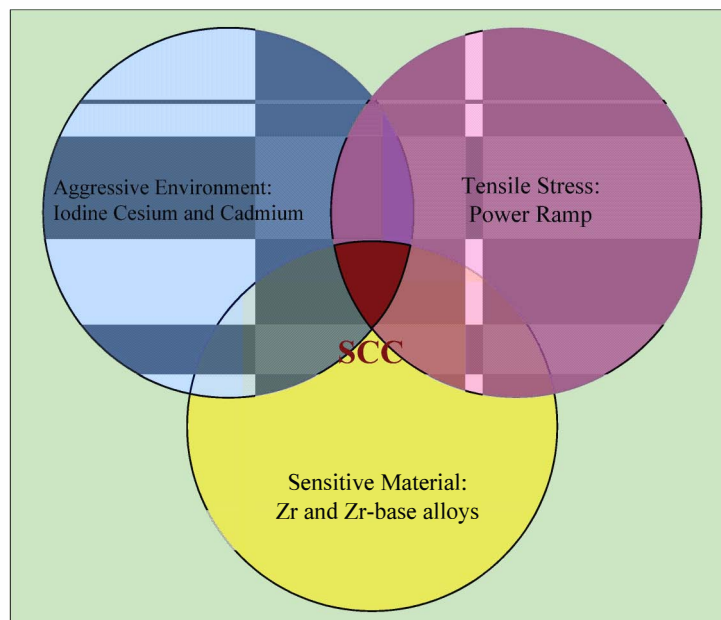 Aggressive Environment:
Iodine Cesium and Cadmium
Tensile Stress:
Power Ramp
SCC
Sensitive Material:
Zr and Zr-base alloys